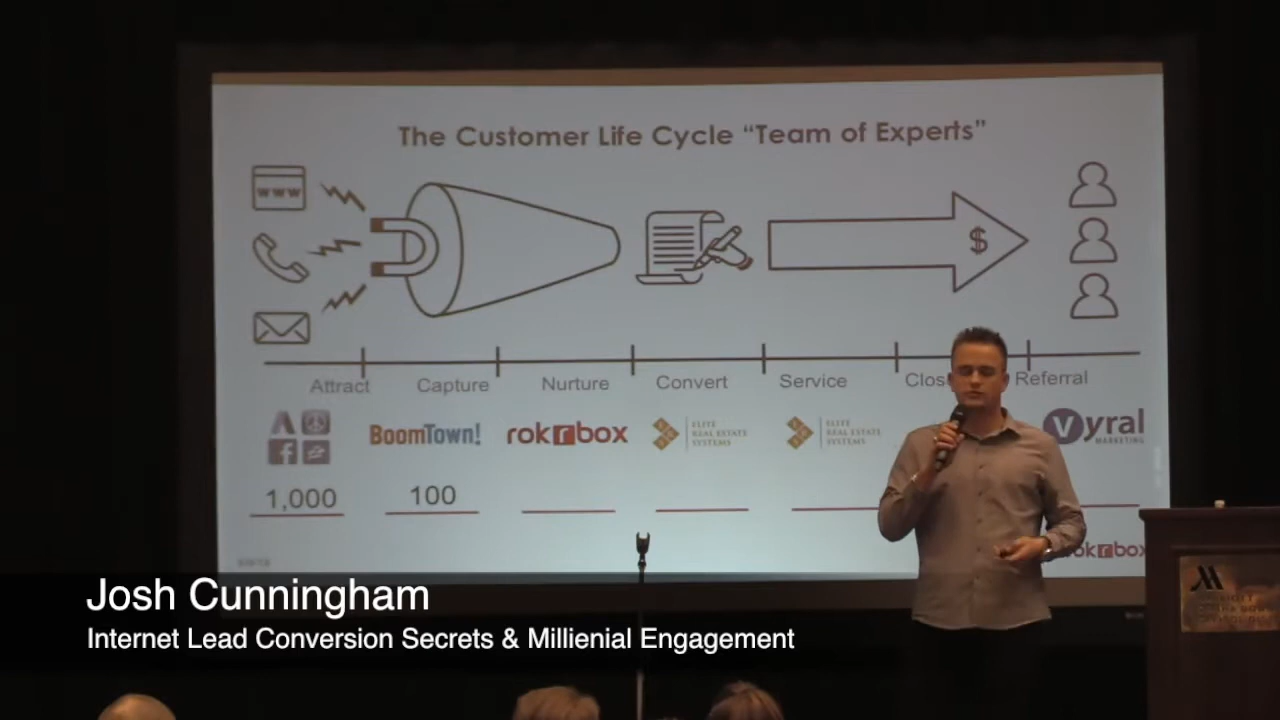 The Customer Life Cycle “Team of Experts”
www
$
Attract Capture Nurture Convert Service Clos Referral
BoomTown! rokrbox ELITE REAL ESTATE SYSTEMS ELITE REAL ESTATE SYSTEMS Vyral MARKETING
1,000 100
rokrbox
Josh Cunningham
Internet Lead Conversion Secrets & Millienial Engagement